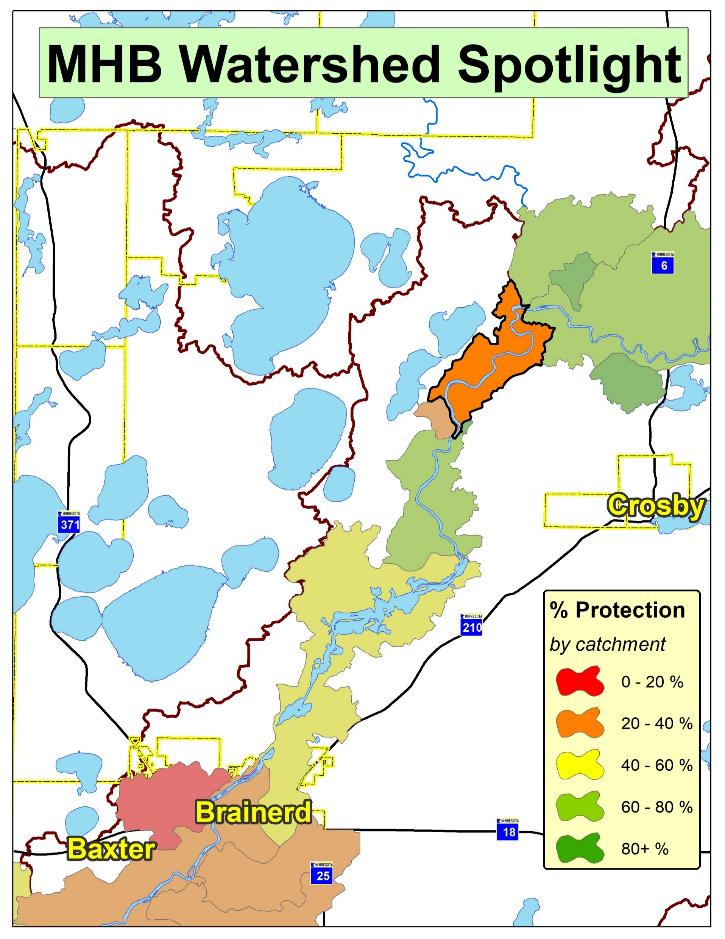 MHB Watershed Spotlight
6
371
Crosby
210
% Protection
by catchment
0 - 20 %
20 - 40 %
40 - 60 %
60 - 80 %
80+ %
Brainerd
18
Baxter
25